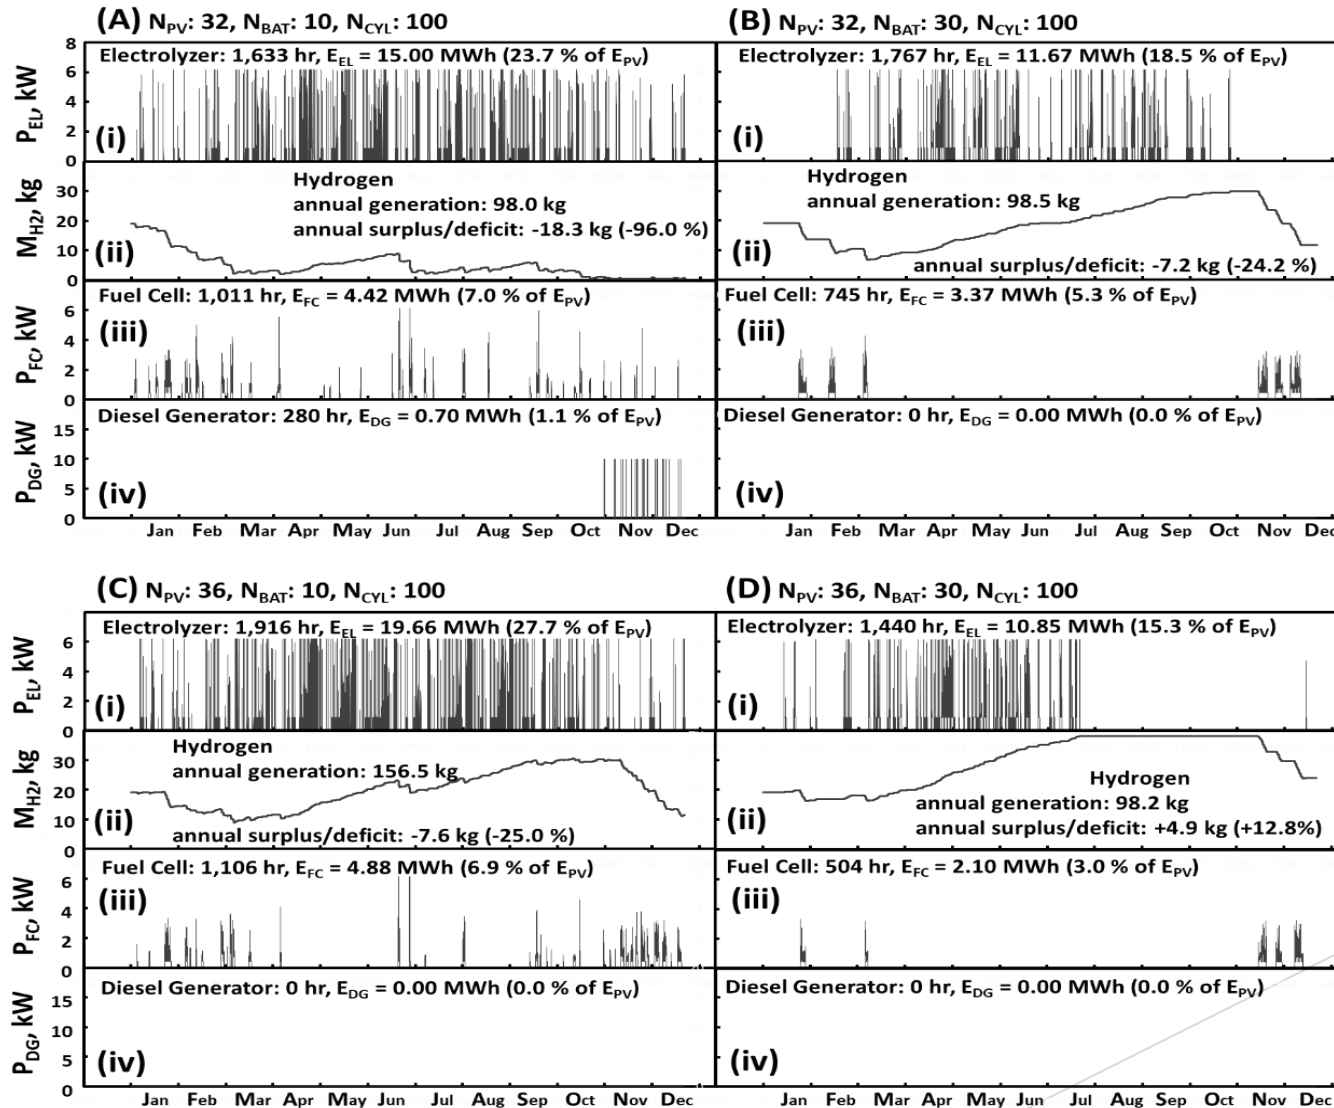 (A) NPV: 32, NBAT: 10, NCYL: 100
Electrolyzer: 1,633 hr, EEL = 15.00 MWh (23.7 % of EPV)
PEL, kW
8
6
4
2
0
(i)
Hydrogen
annual generation: 98.0 kg
annual surplus/deficit: -18.3 kg (-96.0 %)
MH2, kg
30
20
10
0
(ii)
Fuel Cell: 1,011 hr, EFC = 4.42 MWh (7.0 % of EPV)
PFC, kW
6
4
2
0
(iii)
Diesel Generator: 280 hr, EDG = 0.70 MWh (1.1 % of EPV)
PDG, kW
15
10
5
0
(iv)
Jan Feb Mar Apr May Jun Jul Aug Sep Oct Nov Dec
(B) NPV: 32, NBAT: 30, NCYL: 100
Electrolyzer: 1,767 hr, EEL = 11.67 MWh (18.5 % of EPV)
(i)
Hydrogen
annual generation: 98.5 kg
(ii)
annual surplus/deficit: -7.2 kg (-24.2 %)
Fuel Cell: 745 hr, EFC = 3.37 MWh (5.3 % of EPV)
(iii)
Diesel Generator: 0 hr, EDG = 0.00 MWh (0.0 % of EPV)
(iv)
Jan Feb Mar Apr May Jun Jul Aug Sep Oct Nov Dec
(C) NPV: 36, NBAT: 10, NCYL: 100
Electrolyzer: 1,916 hr, EEL = 19.66 MWh (27.7 % of EPV)
PEL, kW
6
4
2
0
(i)
Hydrogen
annual generation: 156.5 kg
MH2, kg
30
20
10
0
(ii)
annual surplus/deficit: -7.6 kg (-25.0 %)
Fuel Cell: 1,106 hr, EFC = 4.88 MWh (6.9 % of EPV)
PFC, kW
6
4
2
0
(iii)
Diesel Generator: 0 hr, EDG = 0.00 MWh (0.0 % of EPV)
PDG, kW
15
10
5
0
(iv)
Jan Feb Mar Apr May Jun Jul Aug Sep Oct Nov Dec
(D) NPV: 36, NBAT: 30, NCYL: 100
Electrolyzer: 1,440 hr, EEL = 10.85 MWh (15.3 % of EPV)
(i)
Hydrogen
annual generation: 98.2 kg
annual surplus/deficit: +4.9 kg (+12.8%)
(ii)
Fuel Cell: 504 hr, EFC = 2.10 MWh (3.0 % of EPV)
(iii)
Diesel Generator: 0 hr, EDG = 0.00 MWh (0.0 % of EPV)
(iv)
Jan Feb Mar Apr May Jun Jul Aug Sep Oct Nov Dec